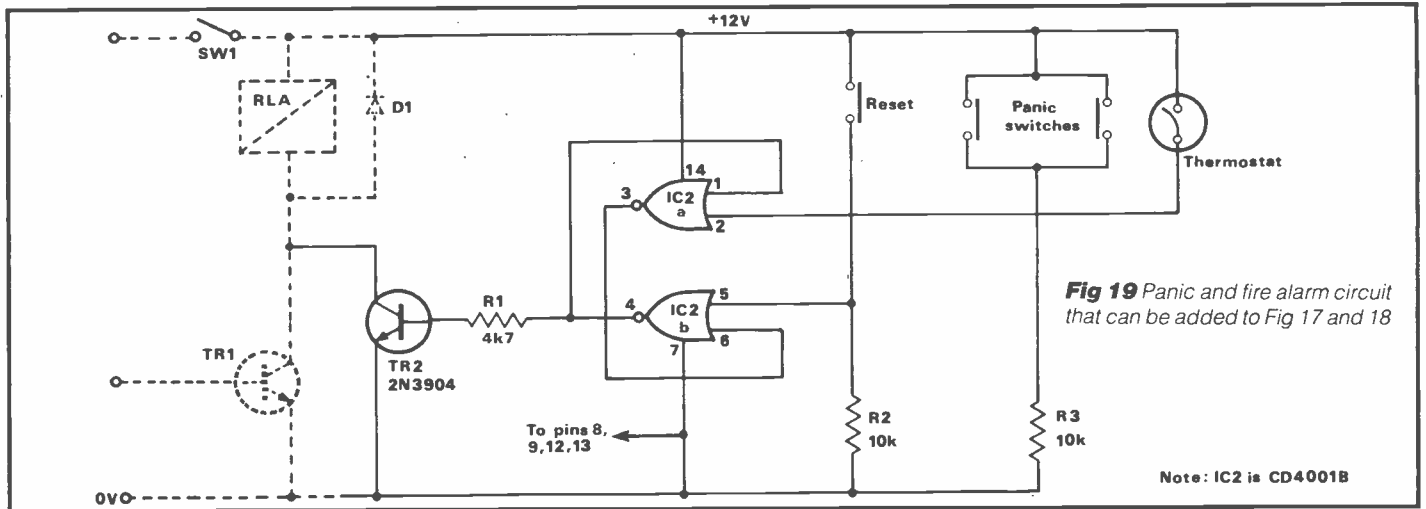 +12V
SW1
RLA
D1
Reset
Panic
switches
Thermostat
14
1
3
IC2
a
2
4
5
IC2
b
6
7
R1
4k7
TR1
TR2
2N3904
To pins 8,
9,12,13
R2
10k
R3
10k
Fig 19 Panic and fire alarm circuit
that can be added to Fig 17 and 18
0V
Note: IC2 is CD4001B